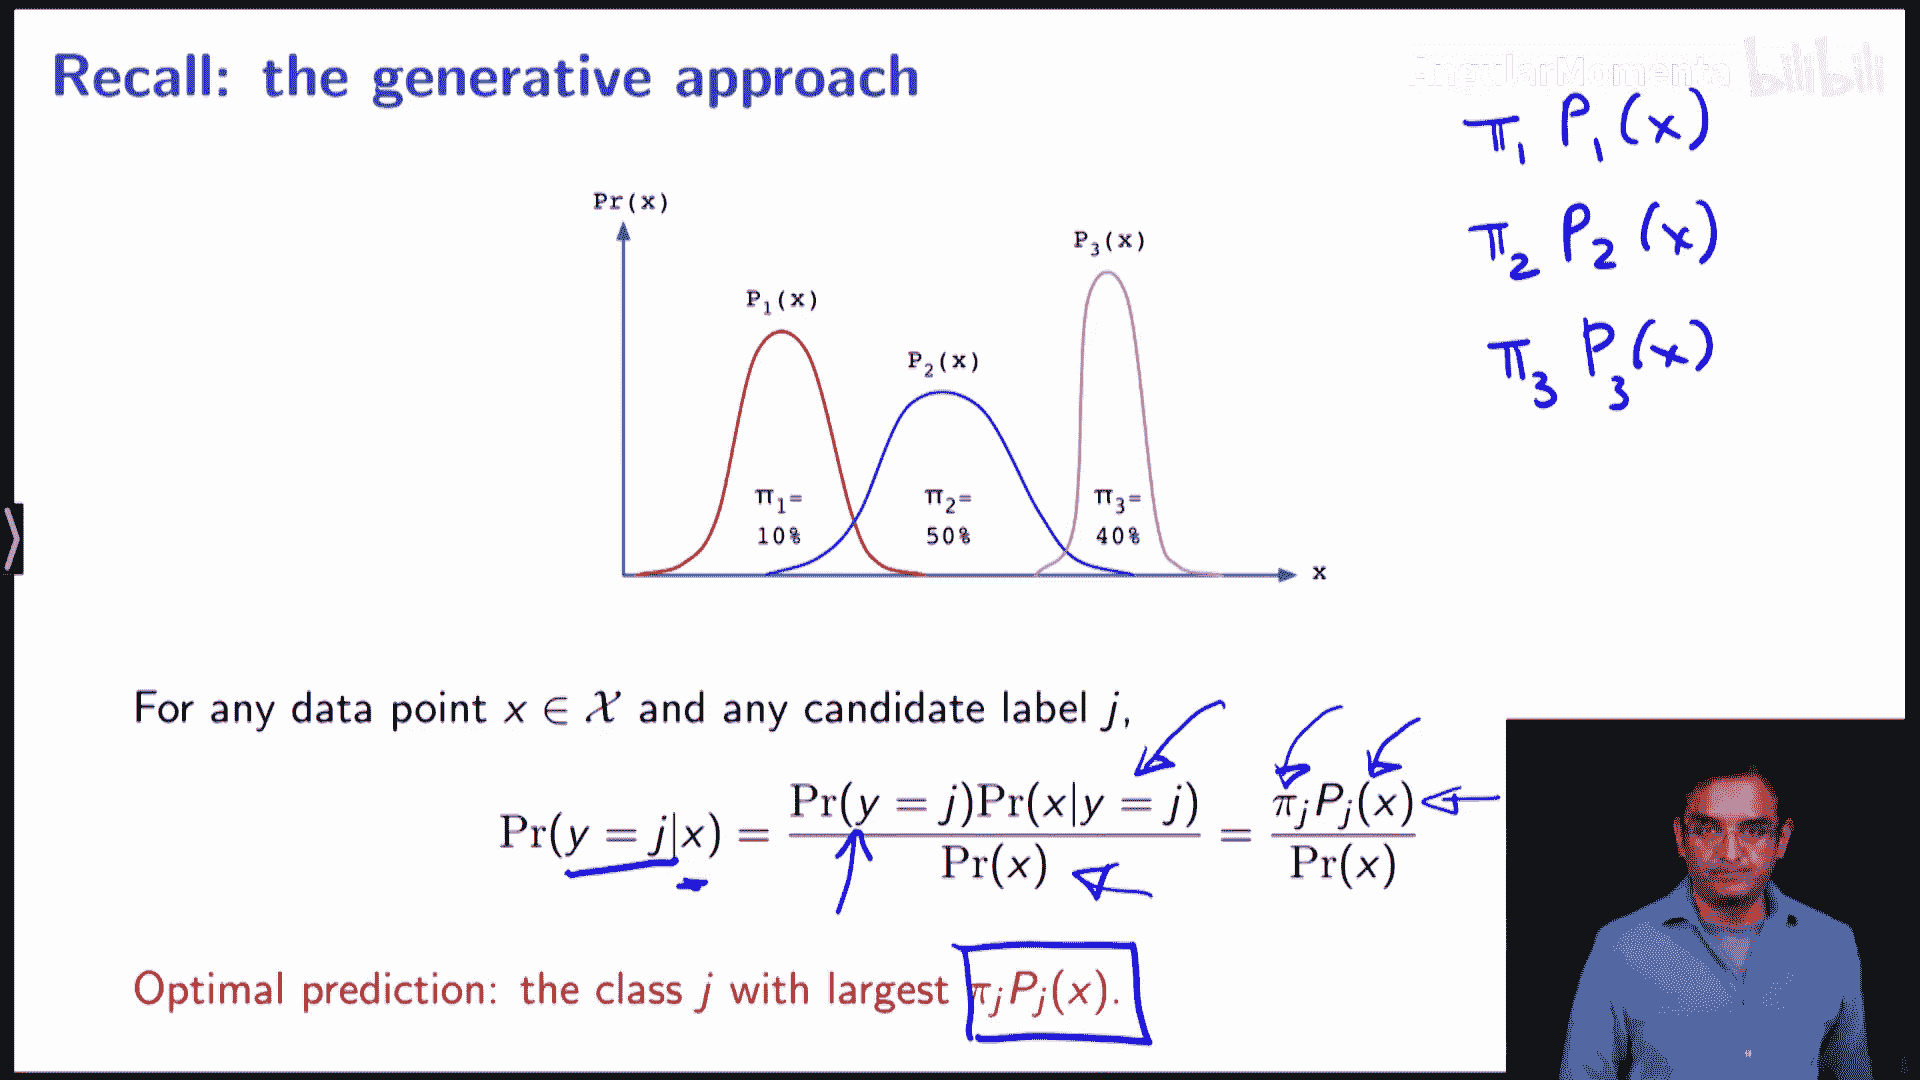 Recall: the generative approach
AngularMomenta bilibili
π₁ P₁(x)
π₂ P₂(x)
π₃ P₃(x)
Pr(x)
P₃(x)
P₁(x)
P₂(x)
π₁= π₂= π₃=
10% 50% 40%
x
For any data point x ∈ 𝒳 and any candidate label j,
Pr(y = j|x) = Pr(y = j)Pr(x|y = j) / Pr(x) = πⱼPⱼ(x) / Pr(x)
Optimal prediction: the class j with largest πⱼPⱼ(x).